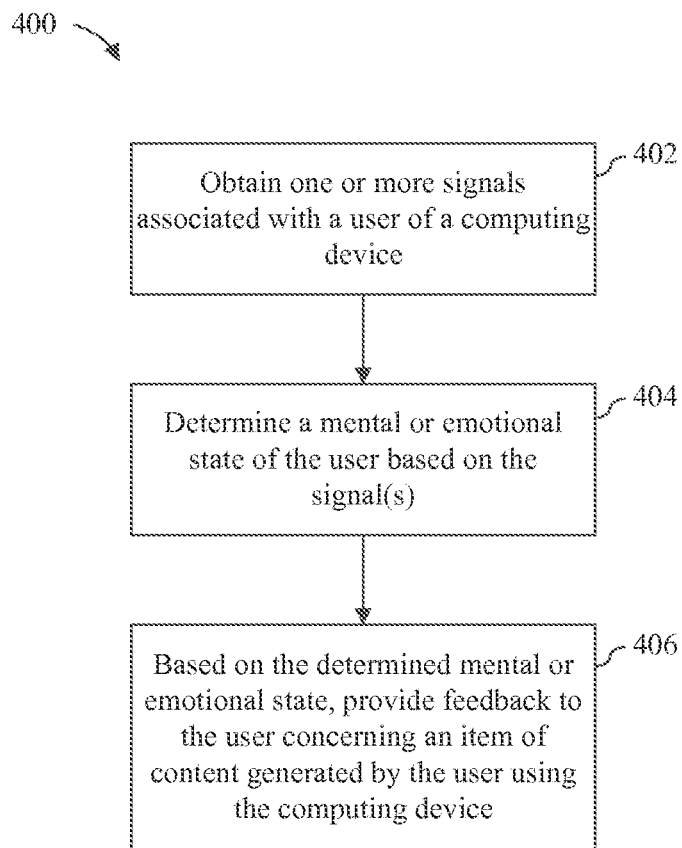 400
402
Obtain one or more signals
associated with a user of a computing
device
404
Determine a mental or emotional
state of the user based on the
signal(s)
406
Based on the determined mental or
emotional state, provide feedback to
the user concerning an item of
content generated by the user using
the computing device